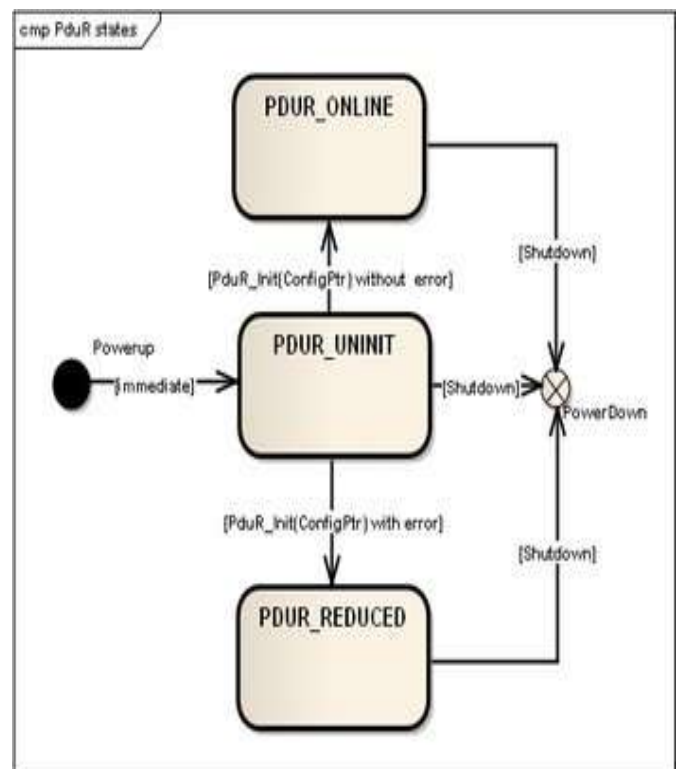 cmp PduR states
PDUR_ONLINE
[Shutdown]
[PduR_Init(ConfigPtr) without error]
Powerup
[immediate]
PDUR_UNINIT
[Shutdown]
PowerDown
[PduR_Init(ConfigPtr) with error]
[Shutdown]
PDUR_REDUCED